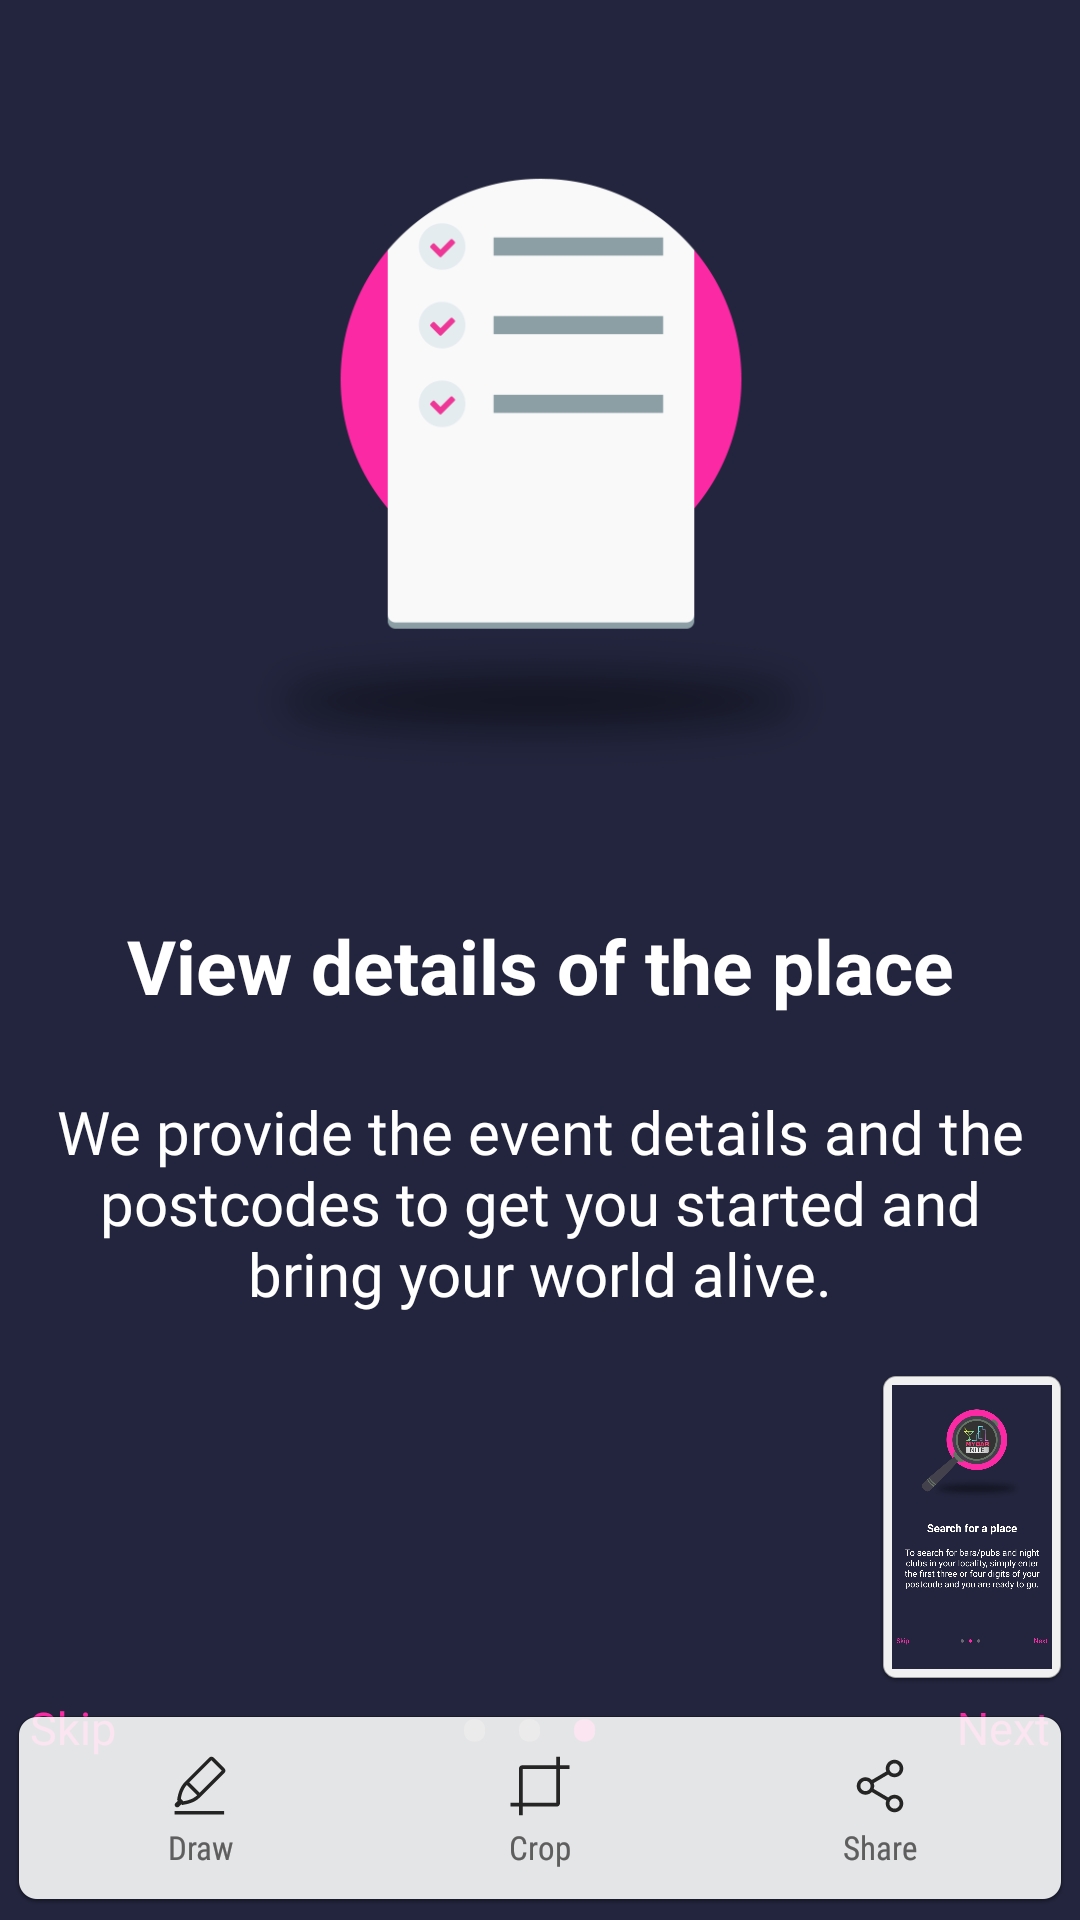 View details of the place
We provide the event details and the
postcodes to get you started and
bring your world alive.
MYBAR
NITE
Search for a place
To search for bars/pubs and night
clubs in your locality, simply enter
the first three or four digits of your
postcode and you are ready to go.
Skip
Next
Skip
Next
Draw
Crop
Share